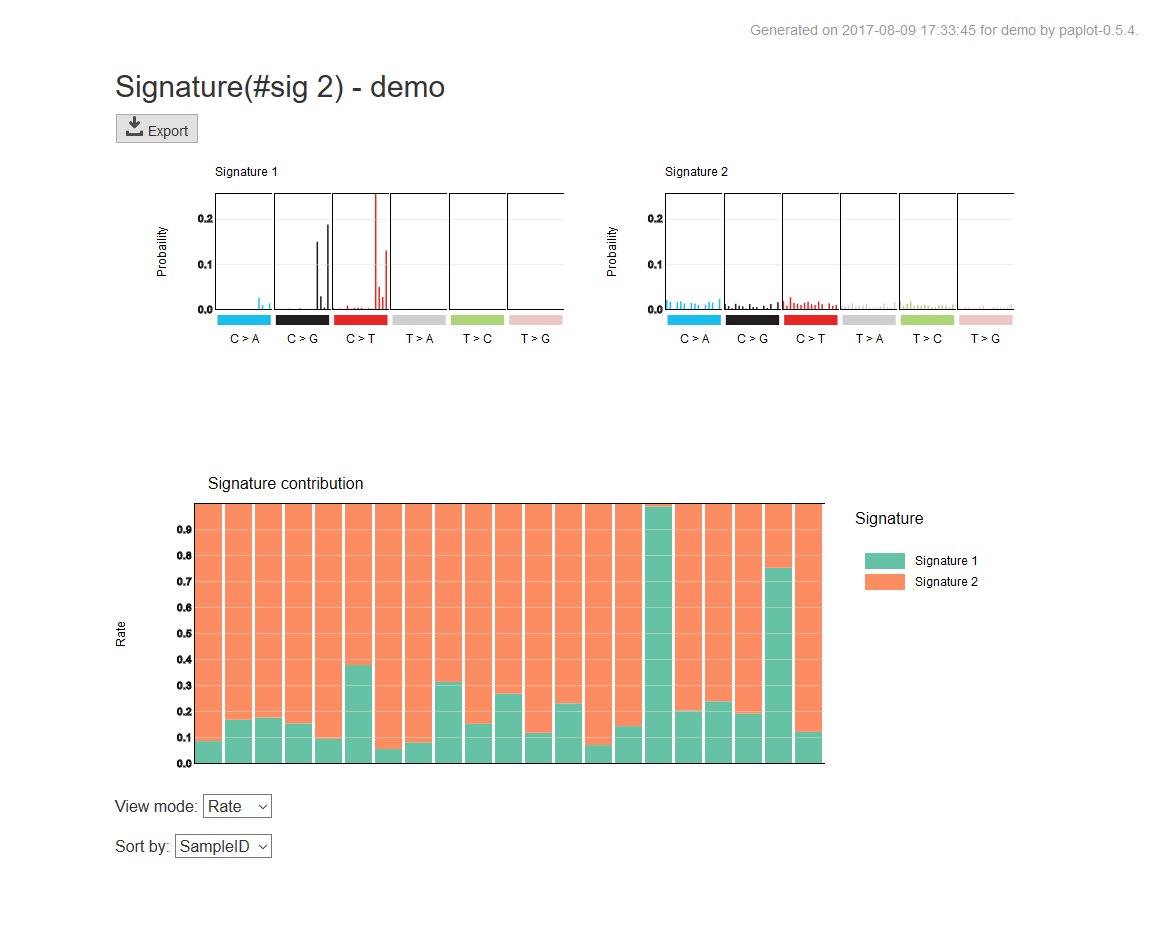 Generated on 2017-08-09 17:33:45 for demo by paplot-0.5.4.
Signature(#sig 2) - demo
Export
Signature 1
Probaility
0.2
0.1
0.0
C > A C > G C > T T > A T > C T > G
Signature 2
Probaility
0.2
0.1
0.0
C > A C > G C > T T > A T > C T > G
Signature contribution
Rate
0.9
0.8
0.7
0.6
0.5
0.4
0.3
0.2
0.1
0.0
Signature
Signature 1
Signature 2
View mode: Rate
Sort by: SampleID